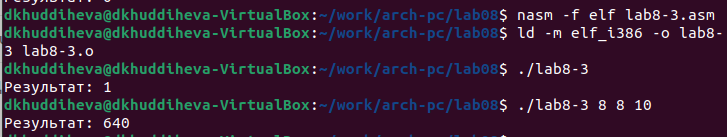 Результат: 0
dkhuddiheva@dkhuddiheva-VirtualBox:~/work/arch-pc/lab08$ nasm -f elf lab8-3.asm
dkhuddiheva@dkhuddiheva-VirtualBox:~/work/arch-pc/lab08$ ld -m elf_i386 -o lab8-
3 lab8-3.o
dkhuddiheva@dkhuddiheva-VirtualBox:~/work/arch-pc/lab08$ ./lab8-3
Результат: 1
dkhuddiheva@dkhuddiheva-VirtualBox:~/work/arch-pc/lab08$ ./lab8-3 8 8 10
Результат: 640